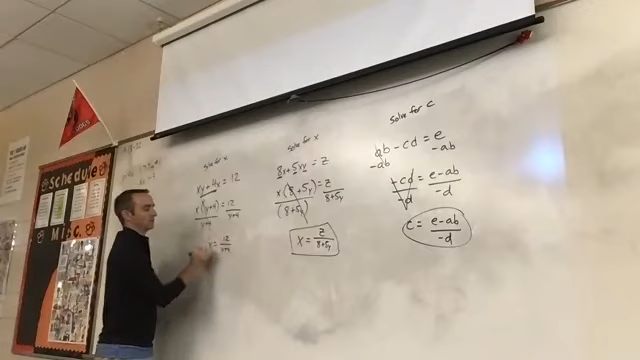 Schedule
Misc.
solve for x
xy + 4x = 12
x(y+4) = 12
y+4 y+4
x = 12
y+4
solve for x
8x + 5xy = z
x(8+5y) = z
(8+5y) 8+5y
x = z
8+5y
solve for c
ab - cd = e
-ab -ab
-cd = e-ab
-d -d
c = e-ab
-d